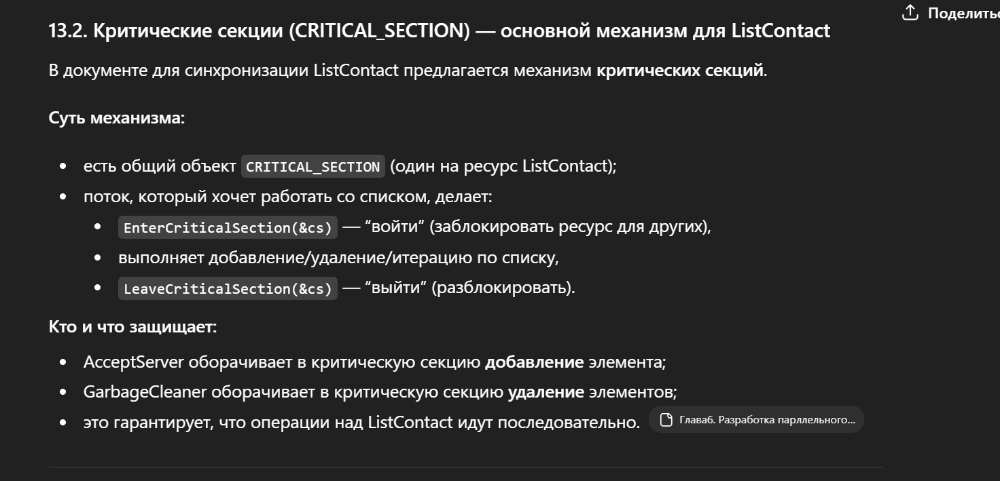 Поделитьс
13.2. Критические секции (CRITICAL_SECTION) — основной механизм для ListContact
В документе для синхронизации ListContact предлагается механизм критических секций.
Суть механизма:
есть общий объект CRITICAL_SECTION (один на ресурс ListContact);
поток, который хочет работать со списком, делает:
EnterCriticalSection(&cs) — “войти” (заблокировать ресурс для других),
выполняет добавление/удаление/итерацию по списку,
LeaveCriticalSection(&cs) — “выйти” (разблокировать).
Кто и что защищает:
AcceptServer оборачивает в критическую секцию добавление элемента;
GarbageCleaner оборачивает в критическую секцию удаление элементов;
это гарантирует, что операции над ListContact идут последовательно. Глава6. Разработка парллельного...